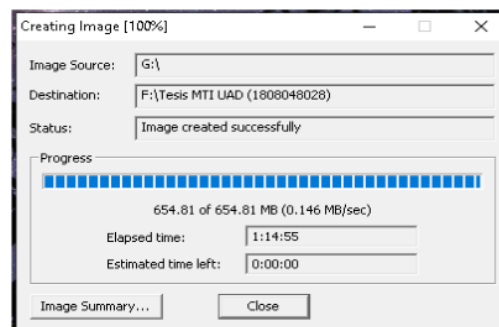 Creating Image [100%]
Image Source: G:\
Destination: F:\Tesis MTI UAD (1808048028)
Status: Image created successfully
Progress
654.81 of 654.81 MB (0.146 MB/sec)
Elapsed time: 1:14:55
Estimated time left: 0:00:00
Image Summary... Close